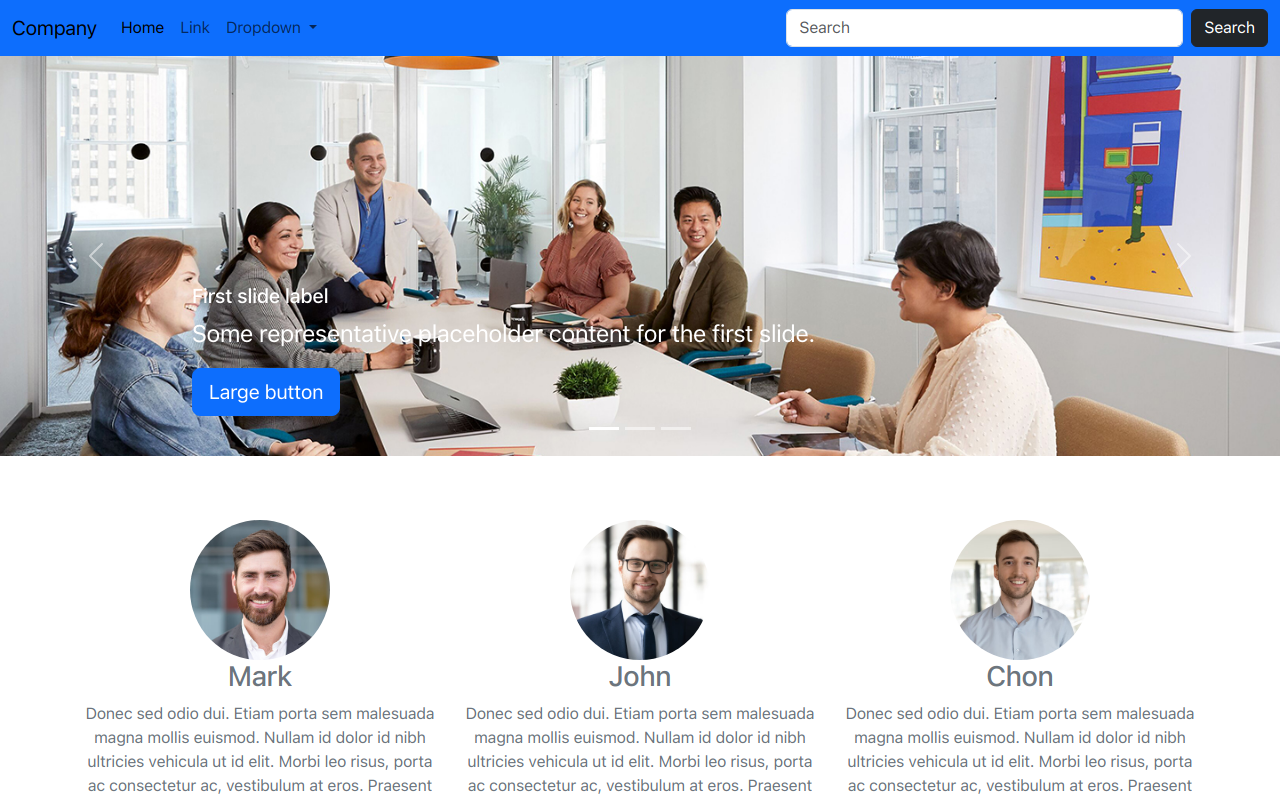 Company Home Link Dropdown Search Search
First slide label
Some representative placeholder content for the first slide.
Large button
Mark John Chon
Donec sed odio dui. Etiam porta sem malesuada
magna mollis euismod. Nullam id dolor id nibh
ultricies vehicula ut id elit. Morbi leo risus, porta
ac consectetur ac, vestibulum at eros. Praesent
Donec sed odio dui. Etiam porta sem malesuada
magna mollis euismod. Nullam id dolor id nibh
ultricies vehicula ut id elit. Morbi leo risus, porta
ac consectetur ac, vestibulum at eros. Praesent
Donec sed odio dui. Etiam porta sem malesuada
magna mollis euismod. Nullam id dolor id nibh
ultricies vehicula ut id elit. Morbi leo risus, porta
ac consectetur ac, vestibulum at eros. Praesent